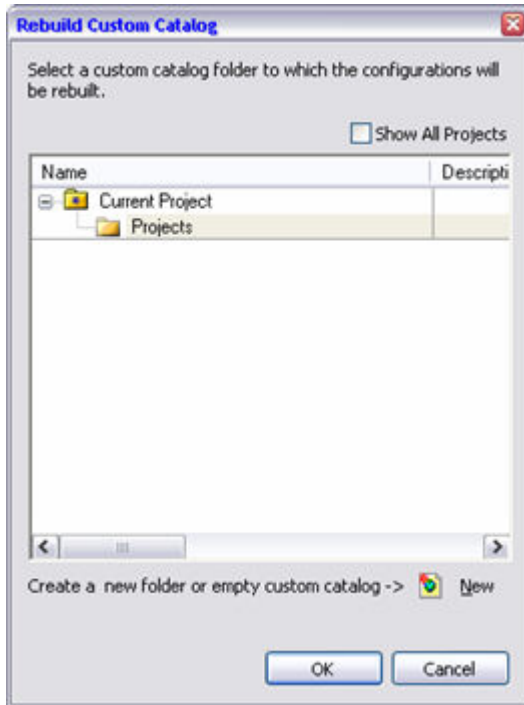 Rebuild Custom Catalog
Select a custom catalog folder to which the configurations will
be rebuilt.
Show All Projects
Name Descripti
Current Project
Projects
Create a new folder or empty custom catalog -> New
OK Cancel